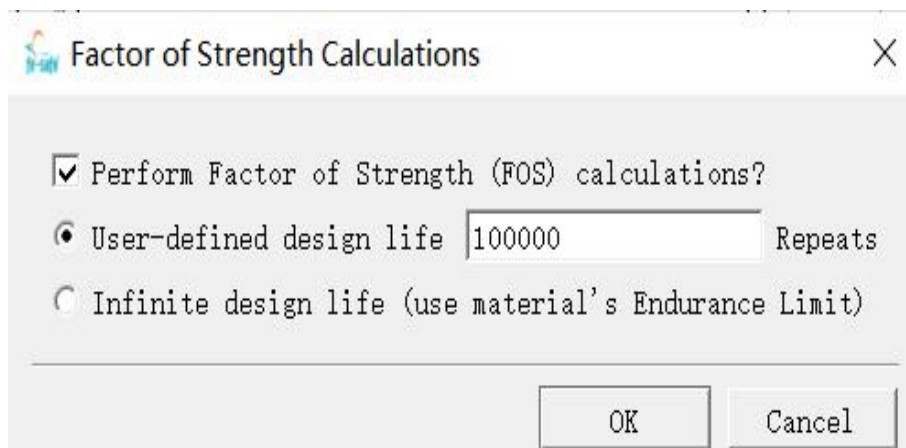 Factor of Strength Calculations
Perform Factor of Strength (FOS) calculations?
User-defined design life 100000 Repeats
Infinite design life (use material's Endurance Limit)
OK Cancel